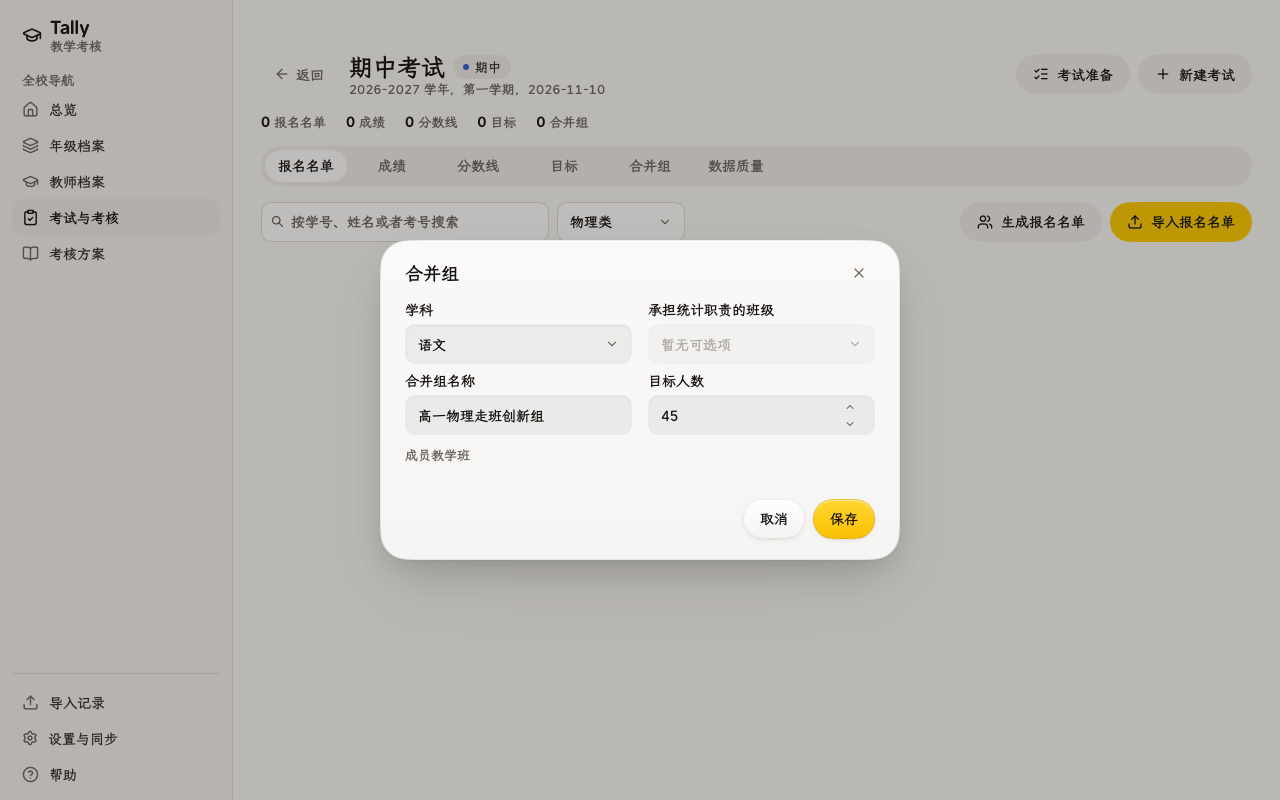 Tally
教学考核
全校导航
总览
年级档案
教师档案
考试与考核
考核方案
导入记录
设置与同步
帮助
返回
期中考试
期中
2026-2027 学年，第一学期，2026-11-10
考试准备
新建考试
0 报名名单 0 成绩 0 分数线 0 目标 0 合并组
报名名单 成绩 分数线 目标 合并组 数据质量
按学号、姓名或者考号搜索
物理类
生成报名名单
导入报名名单
合并组
学科
承担统计职责的班级
语文
暂无可选项
合并组名称
目标人数
高一物理走班创新组
45
成员教学班
取消
保存